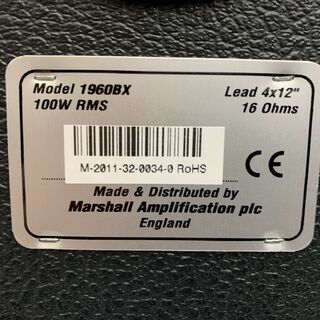 Model 1960BX Lead 4x12"
100W RMS 16 Ohms
M-2011-32-0034-0 RoHS
CE
Made & Distributed by
Marshall Amplification plc
England